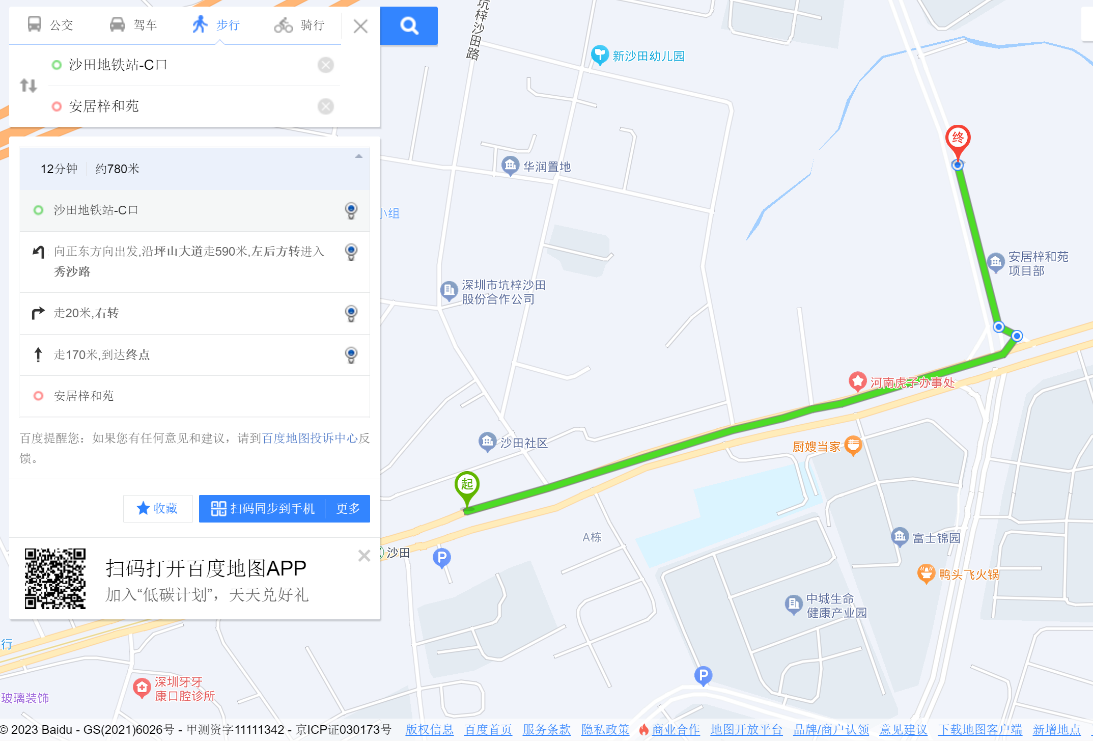 公交 驾车 步行 骑行
沙田地铁站-C口
安居梓和苑
12分钟 约780米
沙田地铁站-C口
向正东方向出发,沿坪山大道走590米,左后方转进入
秀沙路
走20米,右转
走170米,到达终点
安居梓和苑
百度提醒您：如果您有任何意见和建议，请到百度地图投诉中心反
馈。
收藏 扫码同步到手机 更多
扫码打开百度地图APP
加入“低碳计划”，天天兑好礼
坑梓沙田路
新沙田幼儿园
华润置地
小组
终
安居梓和苑
项目部
深圳市坑梓沙田
股份合作公司
河南虎子办事处
沙田社区
厨嫂当家
起
沙田
P
A栋
富士锦园
鸭头飞火锅
中城生命
健康产业园
P
行
深圳牙牙
康口腔诊所
玻璃装饰
© 2023 Baidu - GS(2021)6026号 - 甲测资字11111342 - 京ICP证030173号 版权信息 百度首页 服务条款 隐私政策 商业合作 地图开放平台 品牌/商户认领 意见建议 下载地图客户端 新增地点